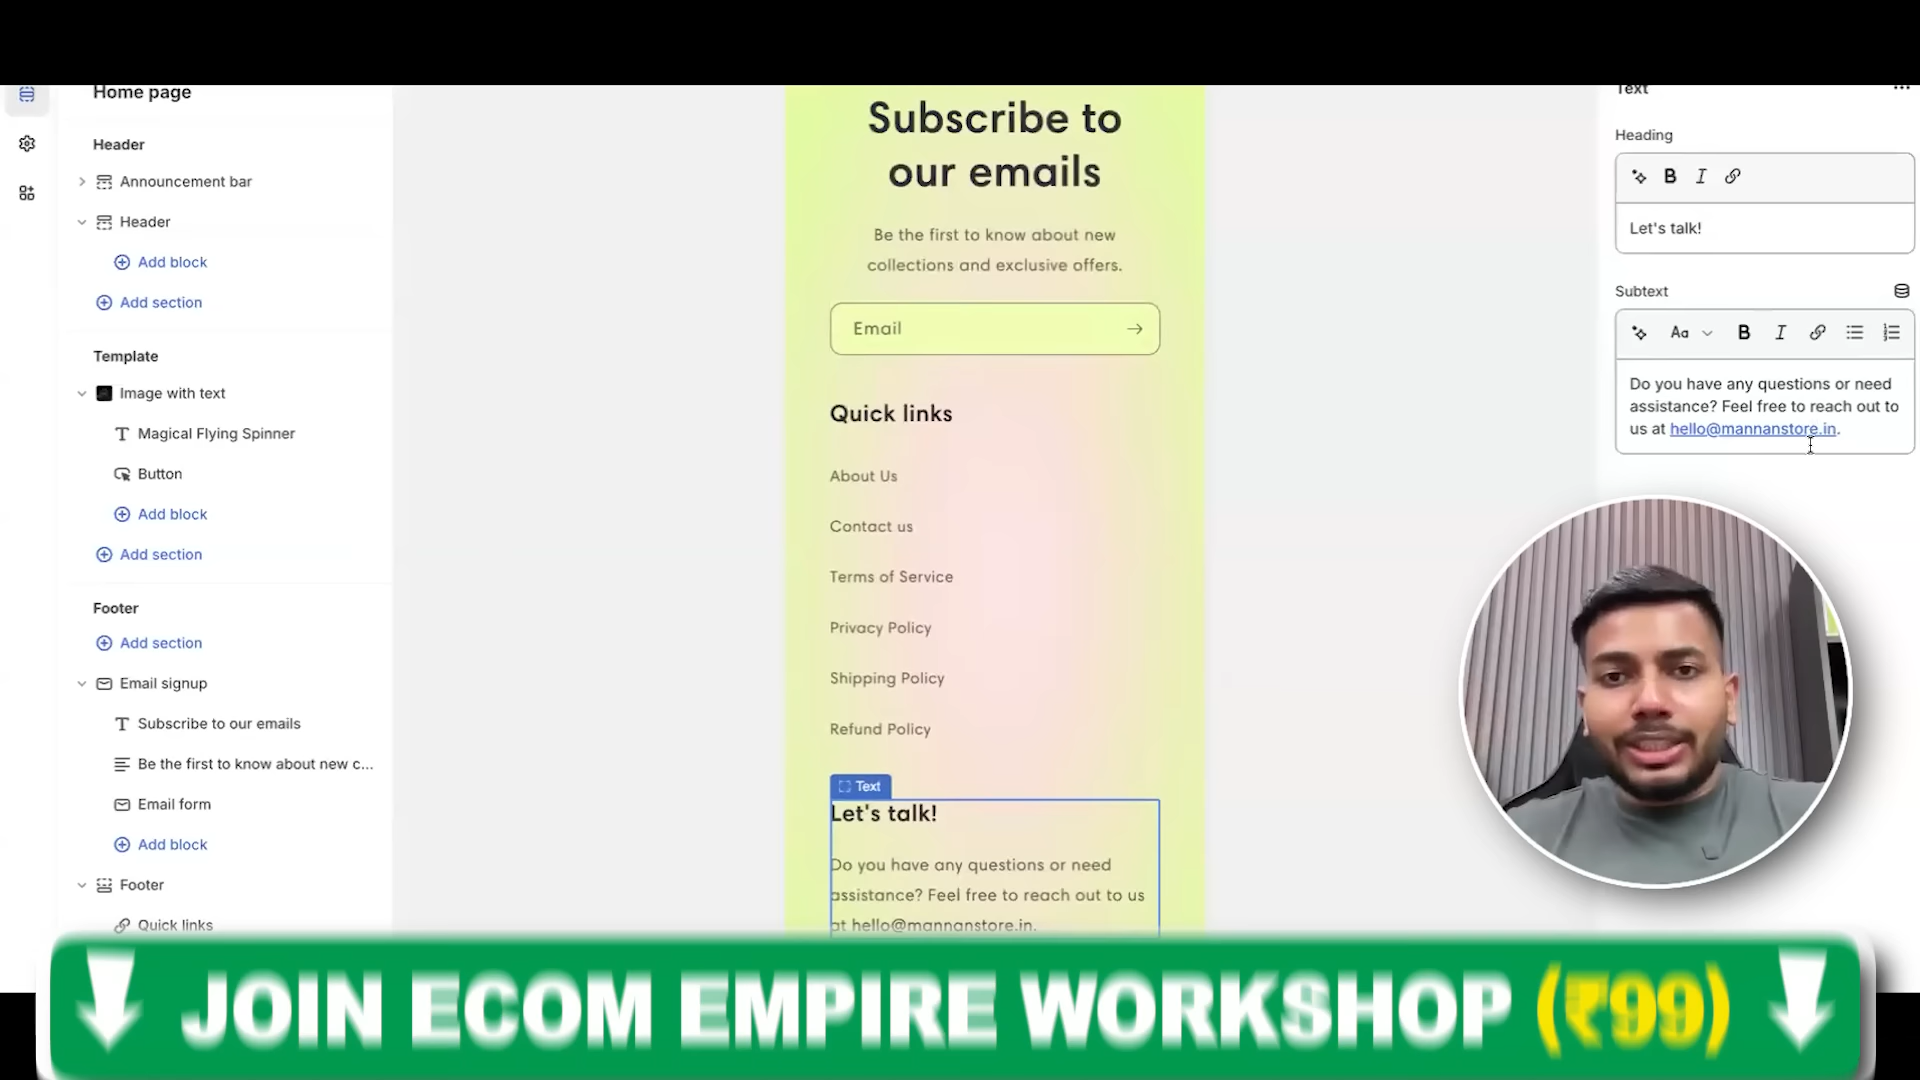 Home page
Header
Announcement bar
Header
Add block
Add section
Template
Image with text
Magical Flying Spinner
Button
Add block
Add section
Footer
Add section
Email signup
Subscribe to our emails
Be the first to know about new c...
Email form
Add block
Footer
Quick links
Subscribe to
our emails
Be the first to know about new
collections and exclusive offers.
Email
Quick links
About Us
Contact us
Terms of Service
Privacy Policy
Shipping Policy
Refund Policy
Text
Let's talk!
Do you have any questions or need
assistance? Feel free to reach out to us
at hello@mannanstore.in.
Text
Heading
B I
Let's talk!
Subtext
Aa B I
Do you have any questions or need
assistance? Feel free to reach out to
us at hello@mannanstore.in.
JOIN ECOM EMPIRE WORKSHOP (₹99)